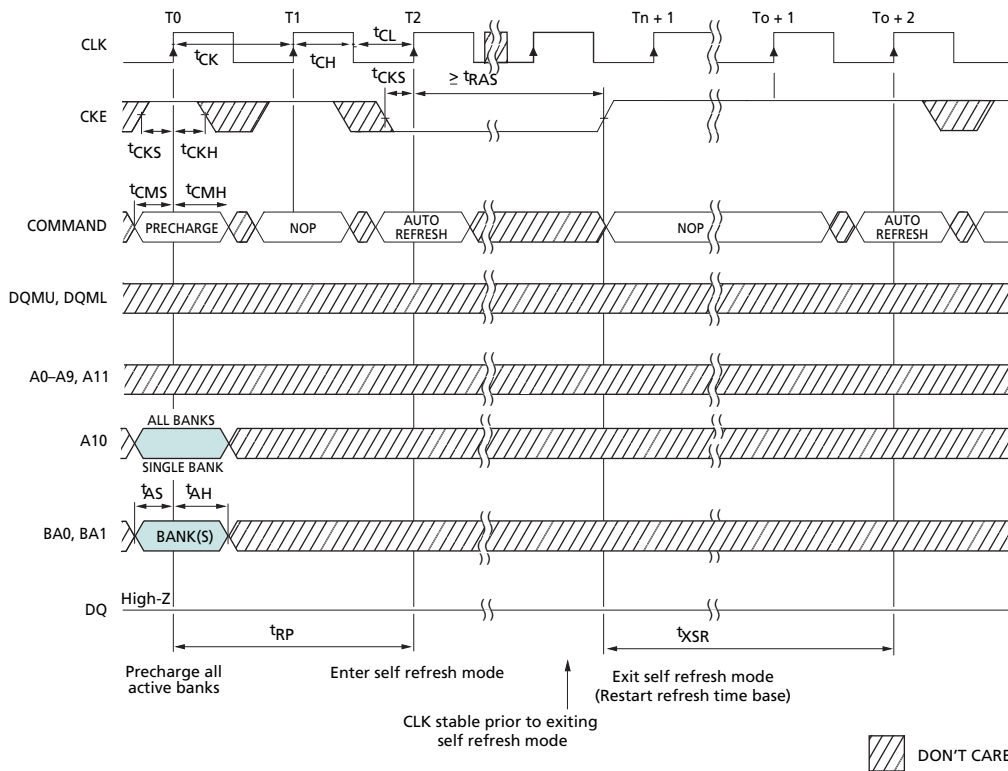 T0 T1 T2 Tn + 1 To + 1 To + 2
CLK
tCK tCH tCL
tCKS ≥ tRAS
CKE
tCKS tCKH
tCMS tCMH
COMMAND PRECHARGE NOP AUTO REFRESH NOP AUTO REFRESH
DQMU, DQML
A0–A9, A11
ALL BANKS
A10
SINGLE BANK
tAS tAH
BA0, BA1 BANK(S)
DQ High-Z
tRP tXSR
Precharge all
active banks
Enter self refresh mode
Exit self refresh mode
(Restart refresh time base)
CLK stable prior to exiting
self refresh mode
DON'T CARE